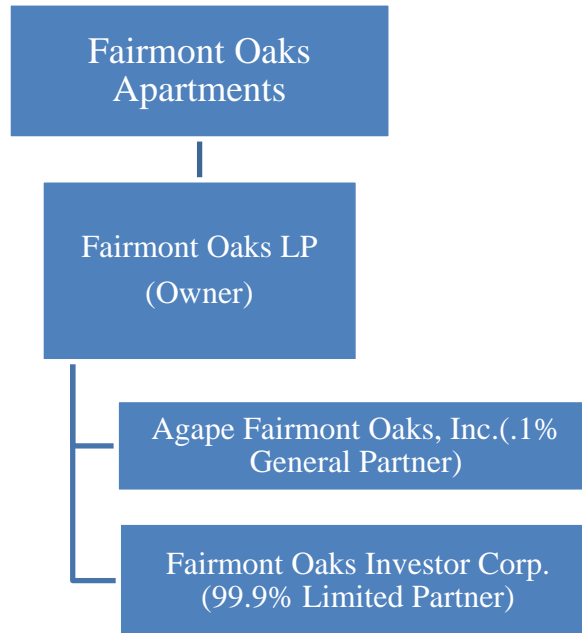 Fairmont Oaks
Apartments
Fairmont Oaks LP
(Owner)
Agape Fairmont Oaks, Inc.(.1%
General Partner)
Fairmont Oaks Investor Corp.
(99.9% Limited Partner)